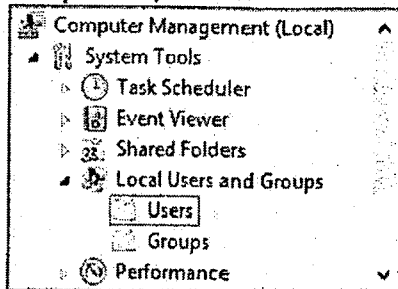 Computer Management (Local)
System Tools
Task Scheduler
Event Viewer
Shared Folders
Local Users and Groups
Users
Groups
Performance